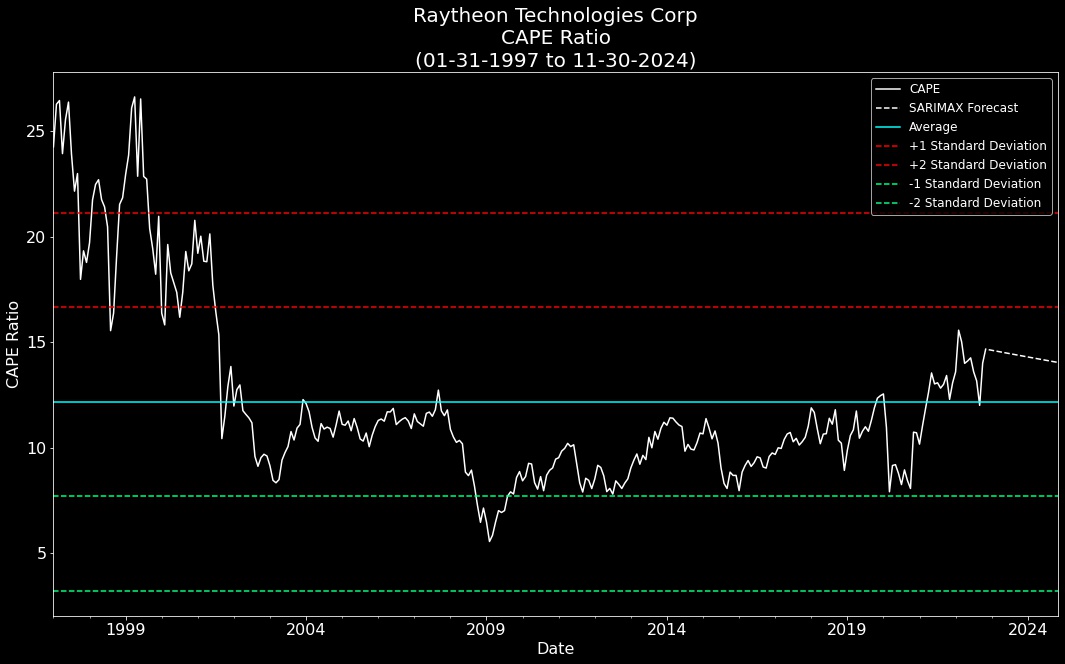 Raytheon Technologies Corp
CAPE Ratio
(01-31-1997 to 11-30-2024)
CAPE
SARIMAX Forecast
Average
+1 Standard Deviation
+2 Standard Deviation
-1 Standard Deviation
-2 Standard Deviation
25
20
15
10
5
CAPE Ratio
1999 2004 2009 2014 2019 2024
Date